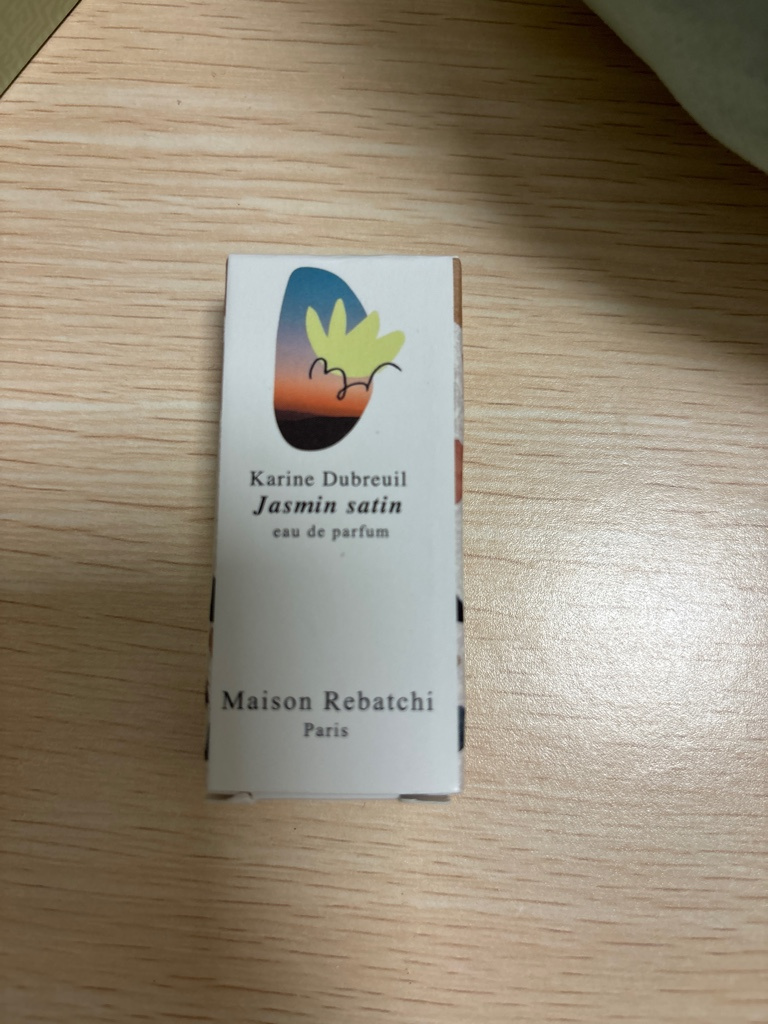 Karine Dubreuil
Jasmin satin
eau de parfum
Maison Rebatchi
Paris